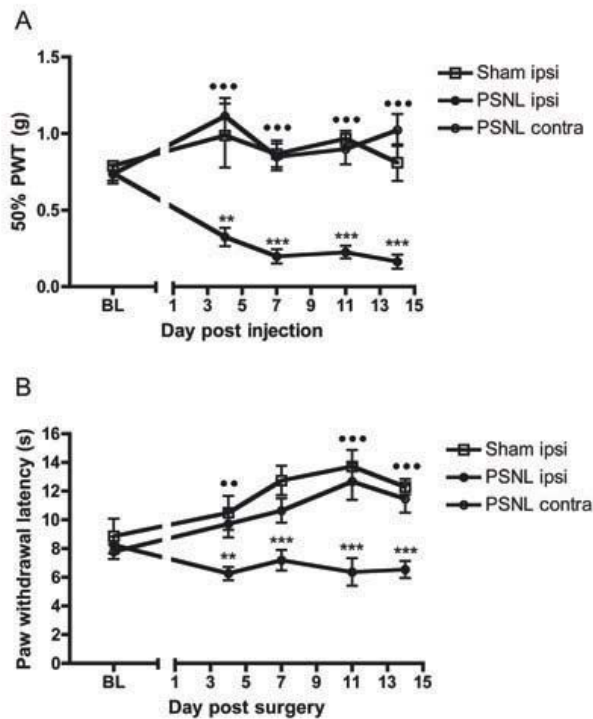 A
1.5
1.0
0.5
0.0
50% PWT (g)
•••
•••
•••
•••
**
***
***
***
Sham ipsi
PSNL ipsi
PSNL contra
BL
1 3 5 7 9 11 13 15
Day post injection
B
16
14
12
10
8
6
4
2
0
Paw withdrawal latency (s)
••
•••
•••
**
***
***
***
Sham ipsi
PSNL ipsi
PSNL contra
BL
1 3 5 7 9 11 13 15
Day post surgery